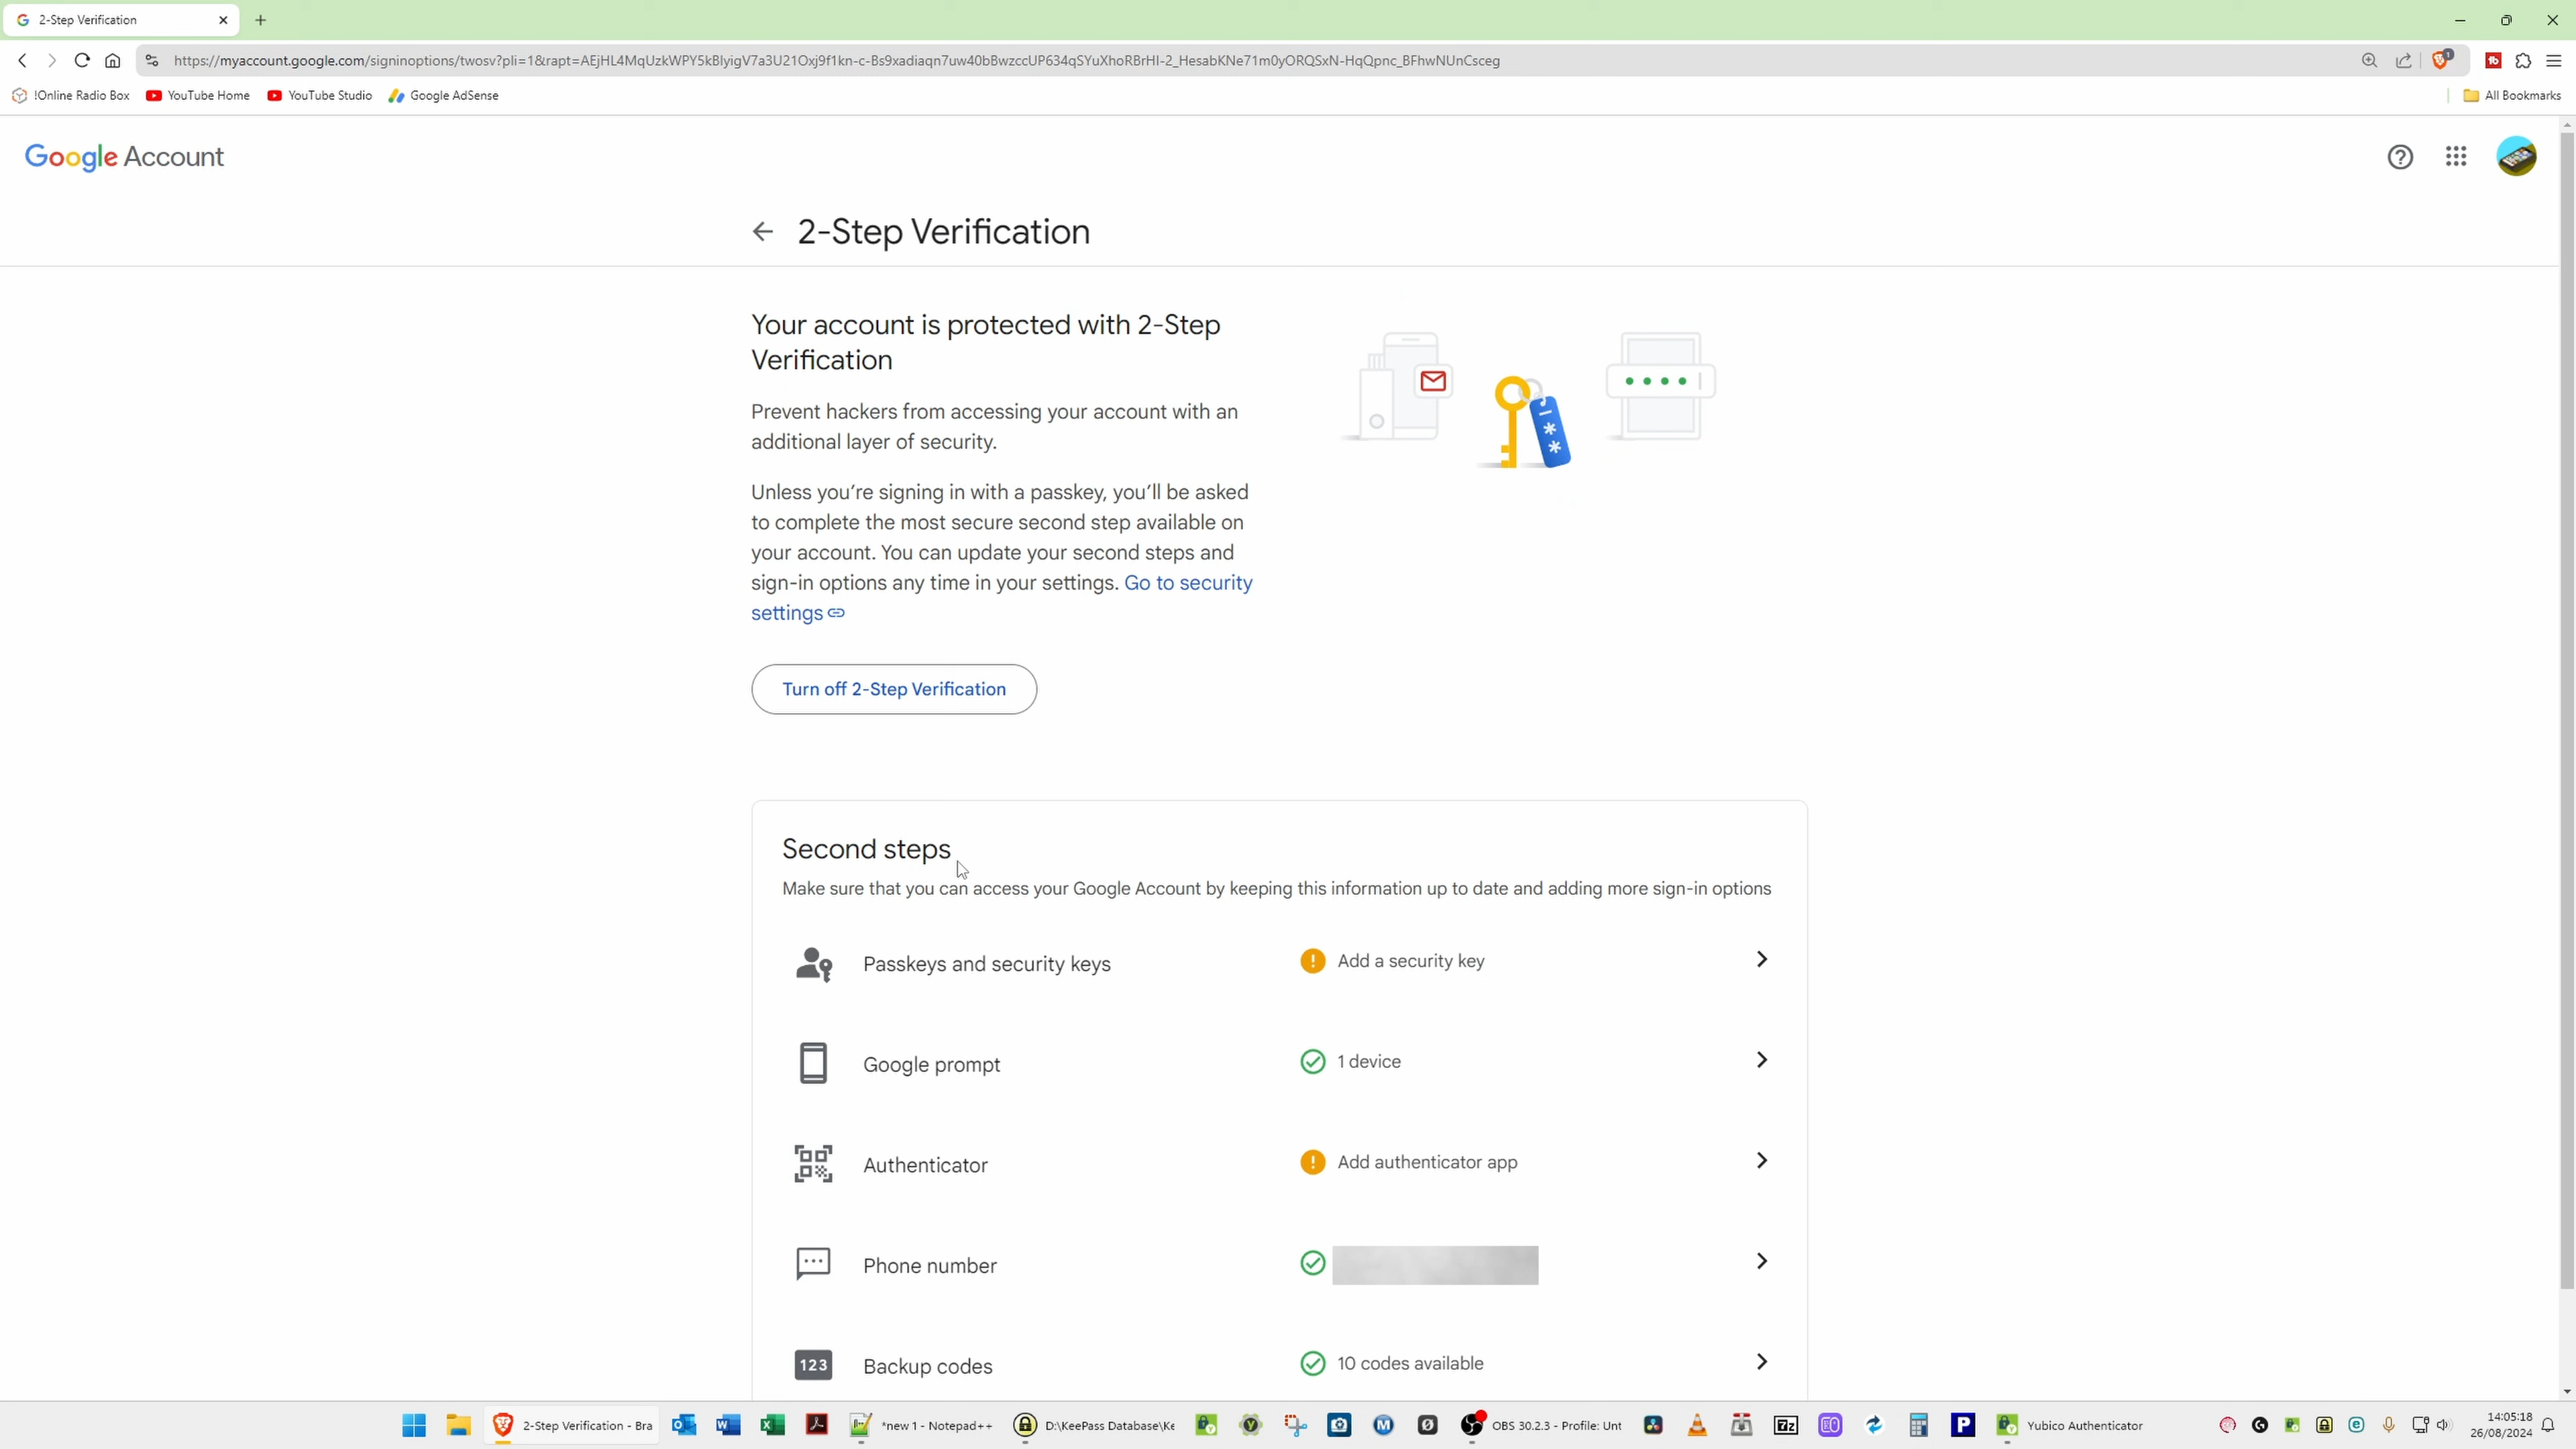 2-Step Verification
https://myaccount.google.com/signinoptions/twosv?pli=1&rapt=AEjHL4MqUzkWPY5kBlyigV7a3U21Oxj9f1kn-c-Bs9xadiaqn7uw40bBwzccUP634qSYuXhoRBrHI-2_HesabKNe71m0yORQSxN-HqQpnc_BFhwNUnCsceg
!Online Radio Box
YouTube Home
YouTube Studio
Google AdSense
All Bookmarks
Google Account
2-Step Verification
Your account is protected with 2-Step
Verification
Prevent hackers from accessing your account with an
additional layer of security.
Unless you're signing in with a passkey, you'll be asked
to complete the most secure second step available on
your account. You can update your second steps and
sign-in options any time in your settings. Go to security
settings
Turn off 2-Step Verification
Second steps
Make sure that you can access your Google Account by keeping this information up to date and adding more sign-in options
Passkeys and security keys
Add a security key
Google prompt
1 device
Authenticator
Add authenticator app
Phone number
123
Backup codes
10 codes available
2-Step Verification - Bra
*new 1 - Notepad++
D:\KeePass Database\Ke
OBS 30.2.3 - Profile: Unt
7z
Yubico Authenticator
14:05:18
26/08/2024